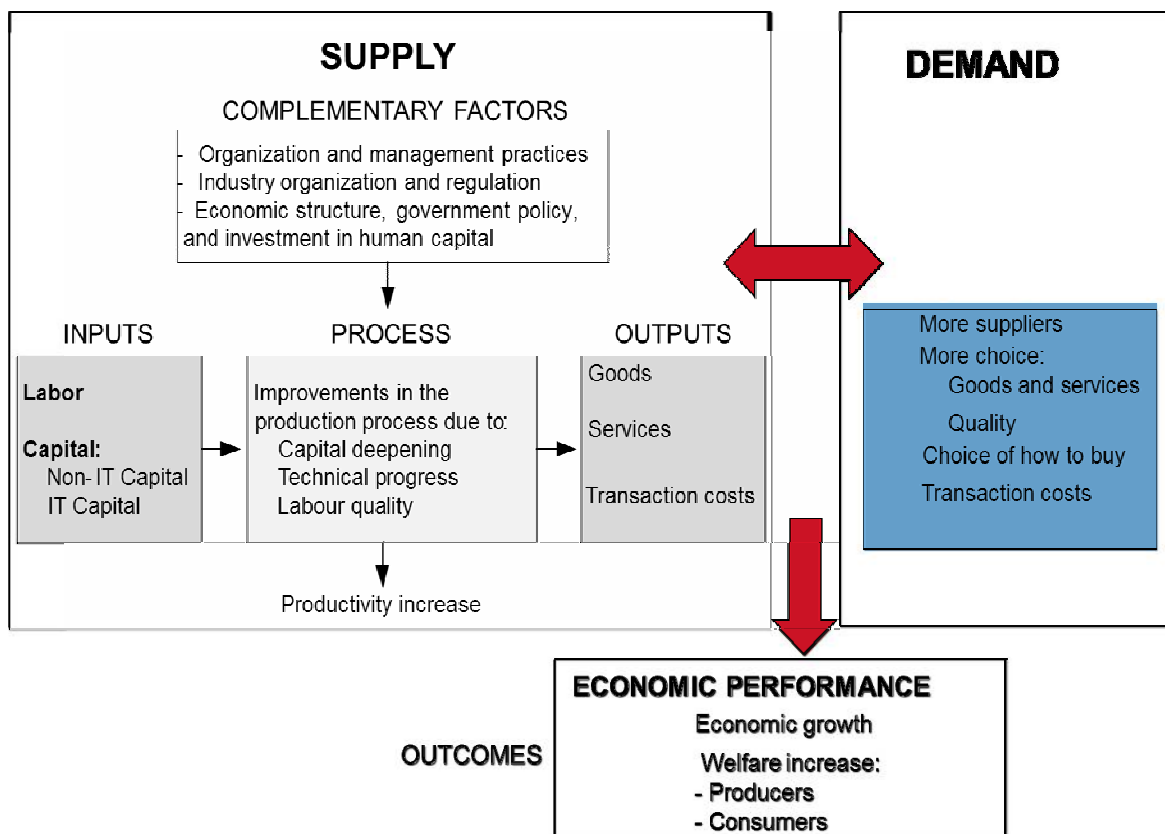 SUPPLY
COMPLEMENTARY FACTORS
- Organization and management practices
- Industry organization and regulation
- Economic structure, government policy,
and investment in human capital
INPUTS
Labor
Capital:
Non- IT Capital
IT Capital
PROCESS
Improvements in the
production process due to:
Capital deepening
Technical progress
Labour quality
Productivity increase
OUTPUTS
Goods
Services
Transaction costs
DEMAND
More suppliers
More choice:
Goods and services
Quality
Choice of how to buy
Transaction costs
OUTCOMES
ECONOMIC PERFORMANCE
Economic growth
Welfare increase:
- Producers
- Consumers